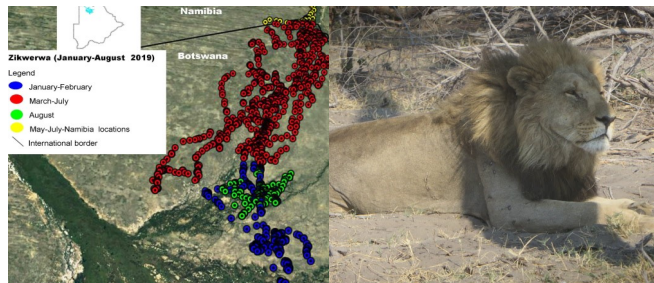 Namibia
Zikwerwa (January-August 2019)
Botswana
Legend
January-February
March-July
August
May-July-Namibia locations
International border